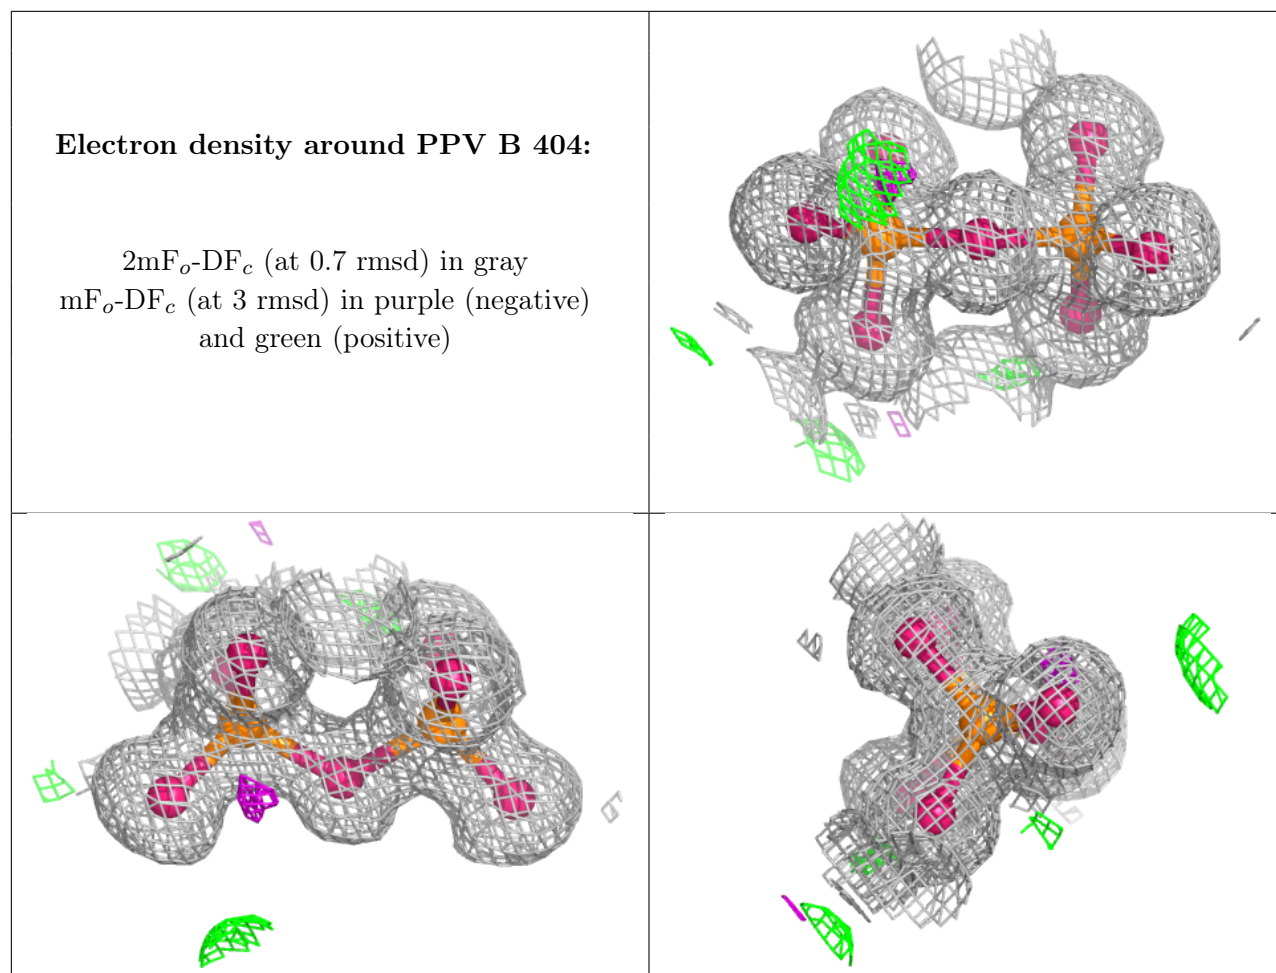 Electron density around PPV B 404:
2mFo-DFc (at 0.7 rmsd) in gray
mFo-DFc (at 3 rmsd) in purple (negative)
and green (positive)